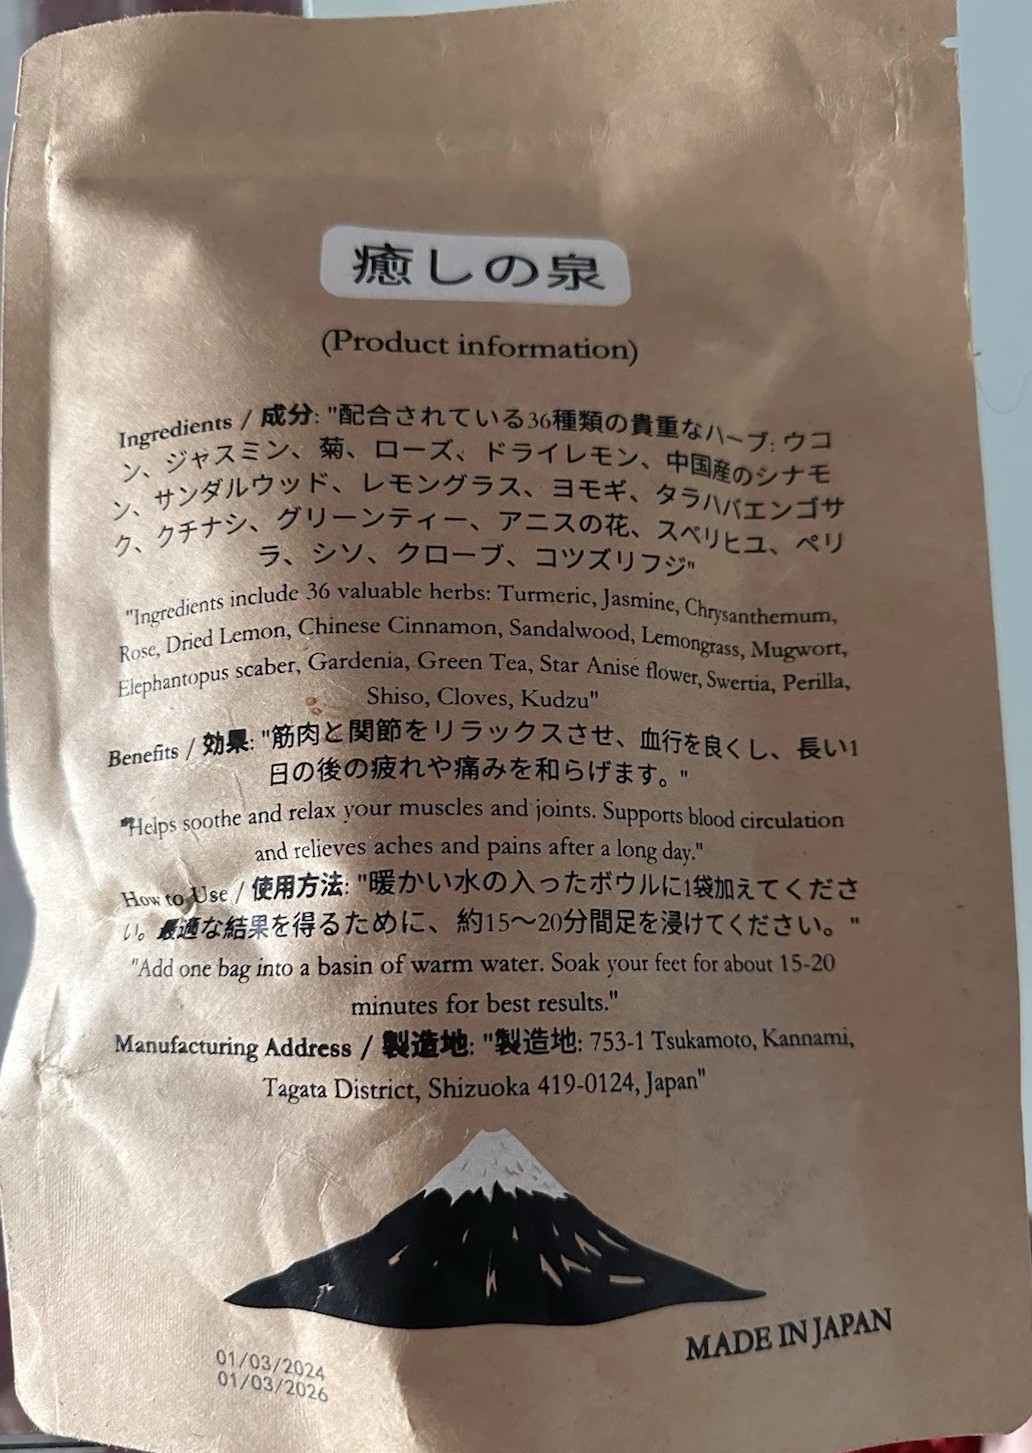 癒しの泉
(Product information)
Ingredients / 成分: "配合されている36種類の貴重なハーブ: ウコ
ン、ジャスミン、菊、ローズ、ドライレモン、中国産のシナモ
ン、サンダルウッド、レモングラス、ヨモギ、タラハバエンゴサ
ク、クチナシ、グリーンティー、アニスの花、スベリヒユ、ペリ
ラ、シソ、クローブ、コツズリフジ"
"Ingredients include 36 valuable herbs: Turmeric, Jasmine, Chrysanthemum,
Rose, Dried Lemon, Chinese Cinnamon, Sandalwood, Lemongrass, Mugwort,
Elephantopus scaber, Gardenia, Green Tea, Star Anise flower, Swertia, Perilla,
Shiso, Cloves, Kudzu"
Benefits / 効果: "筋肉と関節をリラックスさせ、血行を良くし、長い1
日の後の疲れや痛みを和らげます。"
"Helps soothe and relax your muscles and joints. Supports blood circulation
and relieves aches and pains after a long day."
How to Use / 使用方法: "暖かい水の入ったボウルに1袋加えてくださ
い。最適な結果を得るために、約15〜20分間足を浸けてください。"
"Add one bag into a basin of warm water. Soak your feet for about 15-20
minutes for best results."
Manufacturing Address / 製造地: "製造地: 753-1 Tsukamoto, Kannami,
Tagata District, Shizuoka 419-0124, Japan"
MADE IN JAPAN
01/03/2024
01/03/2026